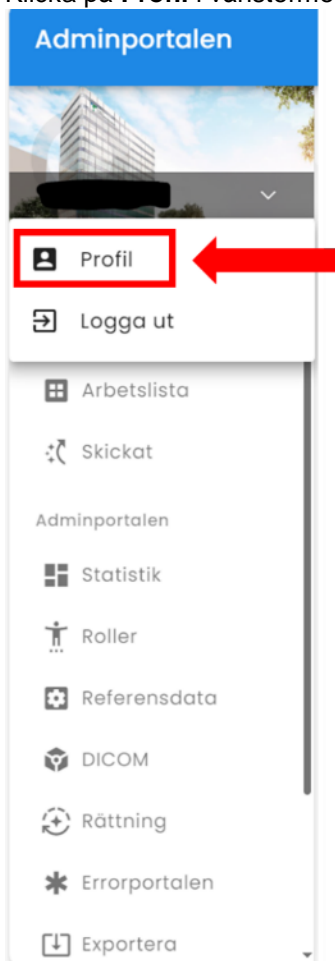 Adminportalen
Profil
Logga ut
Arbetslista
Skickat
Adminportalen
Statistik
Roller
Referensdata
DICOM
Rättning
Errorportalen
Exportera